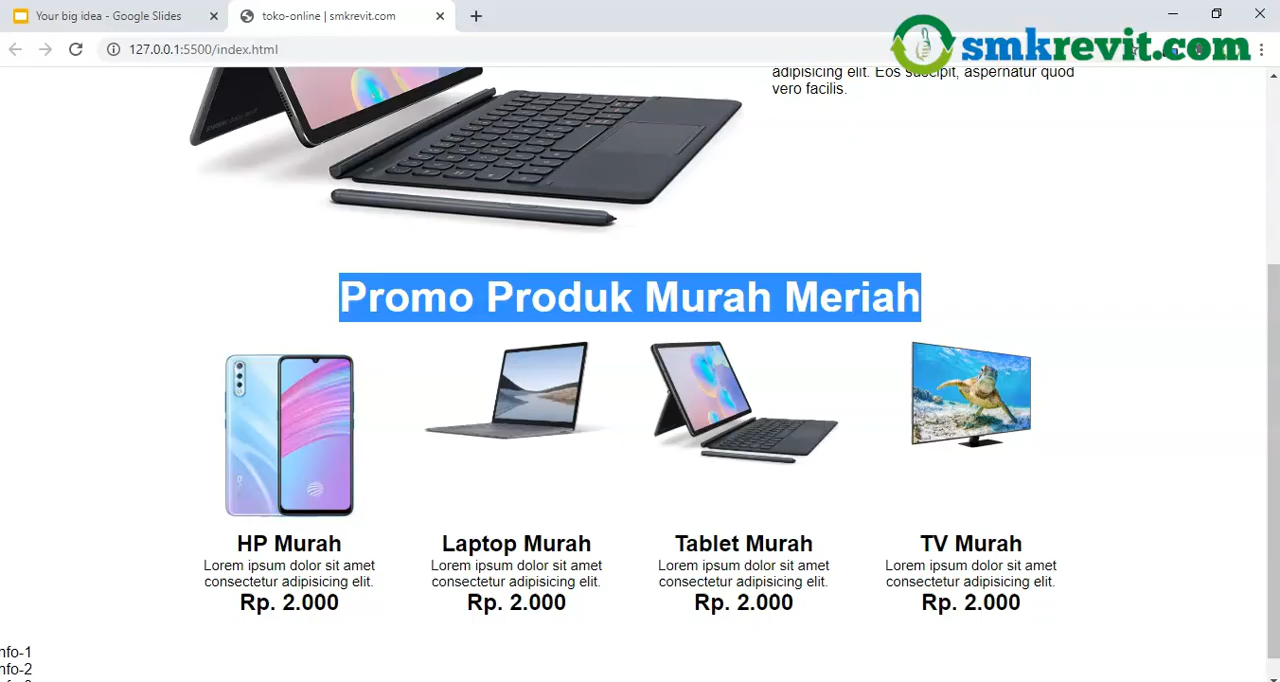 Your big idea - Google Slides
toko-online | smkrevit.com
127.0.0.1:5500/index.html
smkrevit.com
adipisicing elit. Eos suscipit, aspernatur quod
vero facilis.
Promo Produk Murah Meriah
HP Murah
Lorem ipsum dolor sit amet
consectetur adipisicing elit.
Rp. 2.000
Laptop Murah
Lorem ipsum dolor sit amet
consectetur adipisicing elit.
Rp. 2.000
Tablet Murah
Lorem ipsum dolor sit amet
consectetur adipisicing elit.
Rp. 2.000
TV Murah
Lorem ipsum dolor sit amet
consectetur adipisicing elit.
Rp. 2.000
nfo-1
nfo-2